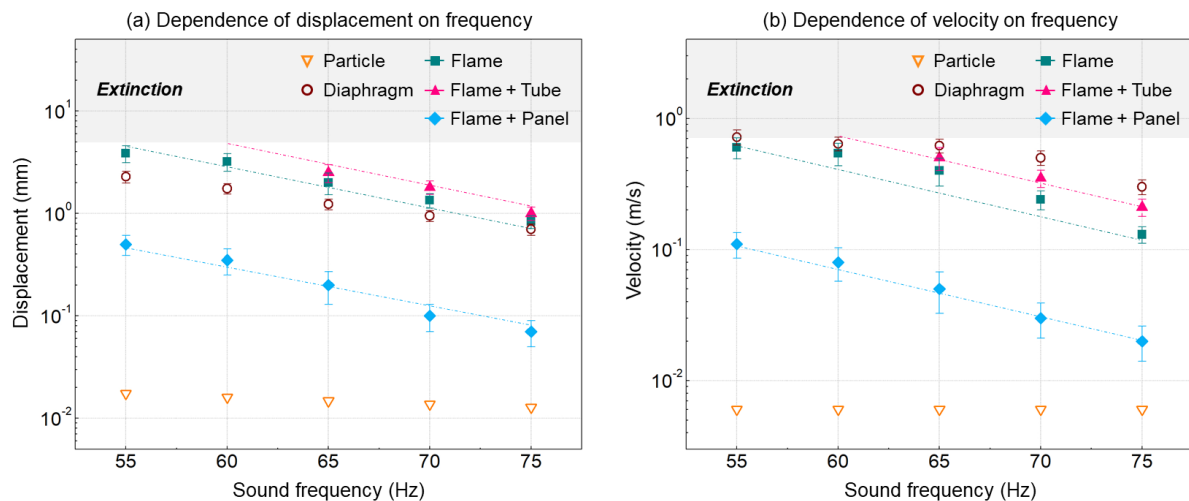 (a) Dependence of displacement on frequency
Particle
Flame
Diaphragm
Flame + Tube
Flame + Panel
Extinction
Displacement (mm)
10¹
10⁰
10⁻¹
10⁻²
55 60 65 70 75
Sound frequency (Hz)
(b) Dependence of velocity on frequency
Particle
Flame
Diaphragm
Flame + Tube
Flame + Panel
Extinction
Velocity (m/s)
10⁰
10⁻¹
10⁻²
55 60 65 70 75
Sound frequency (Hz)